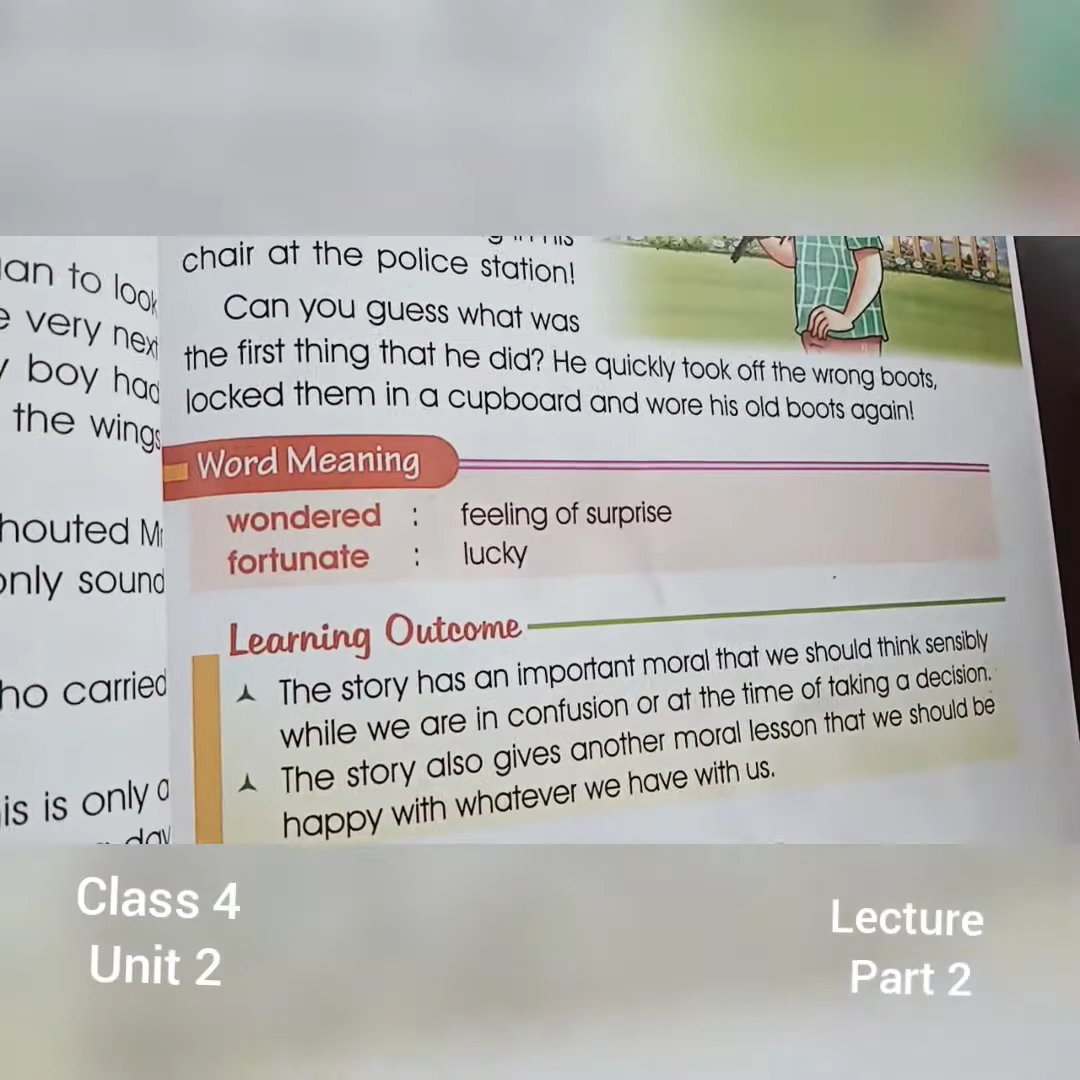 an to look
very next
boy had
the wings
houted
only sound
ho carried
is is only
chair at the police station!
Can you guess what was
the first thing that he did? He quickly took off the wrong boots,
locked them in a cupboard and wore his old boots again!
Word Meaning
wondered : feeling of surprise
fortunate : lucky
Learning Outcome
The story has an important moral that we should think sensibly
while we are in confusion or at the time of taking a decision.
The story also gives another moral lesson that we should be
happy with whatever we have with us.
Class 4
Unit 2
Lecture
Part 2